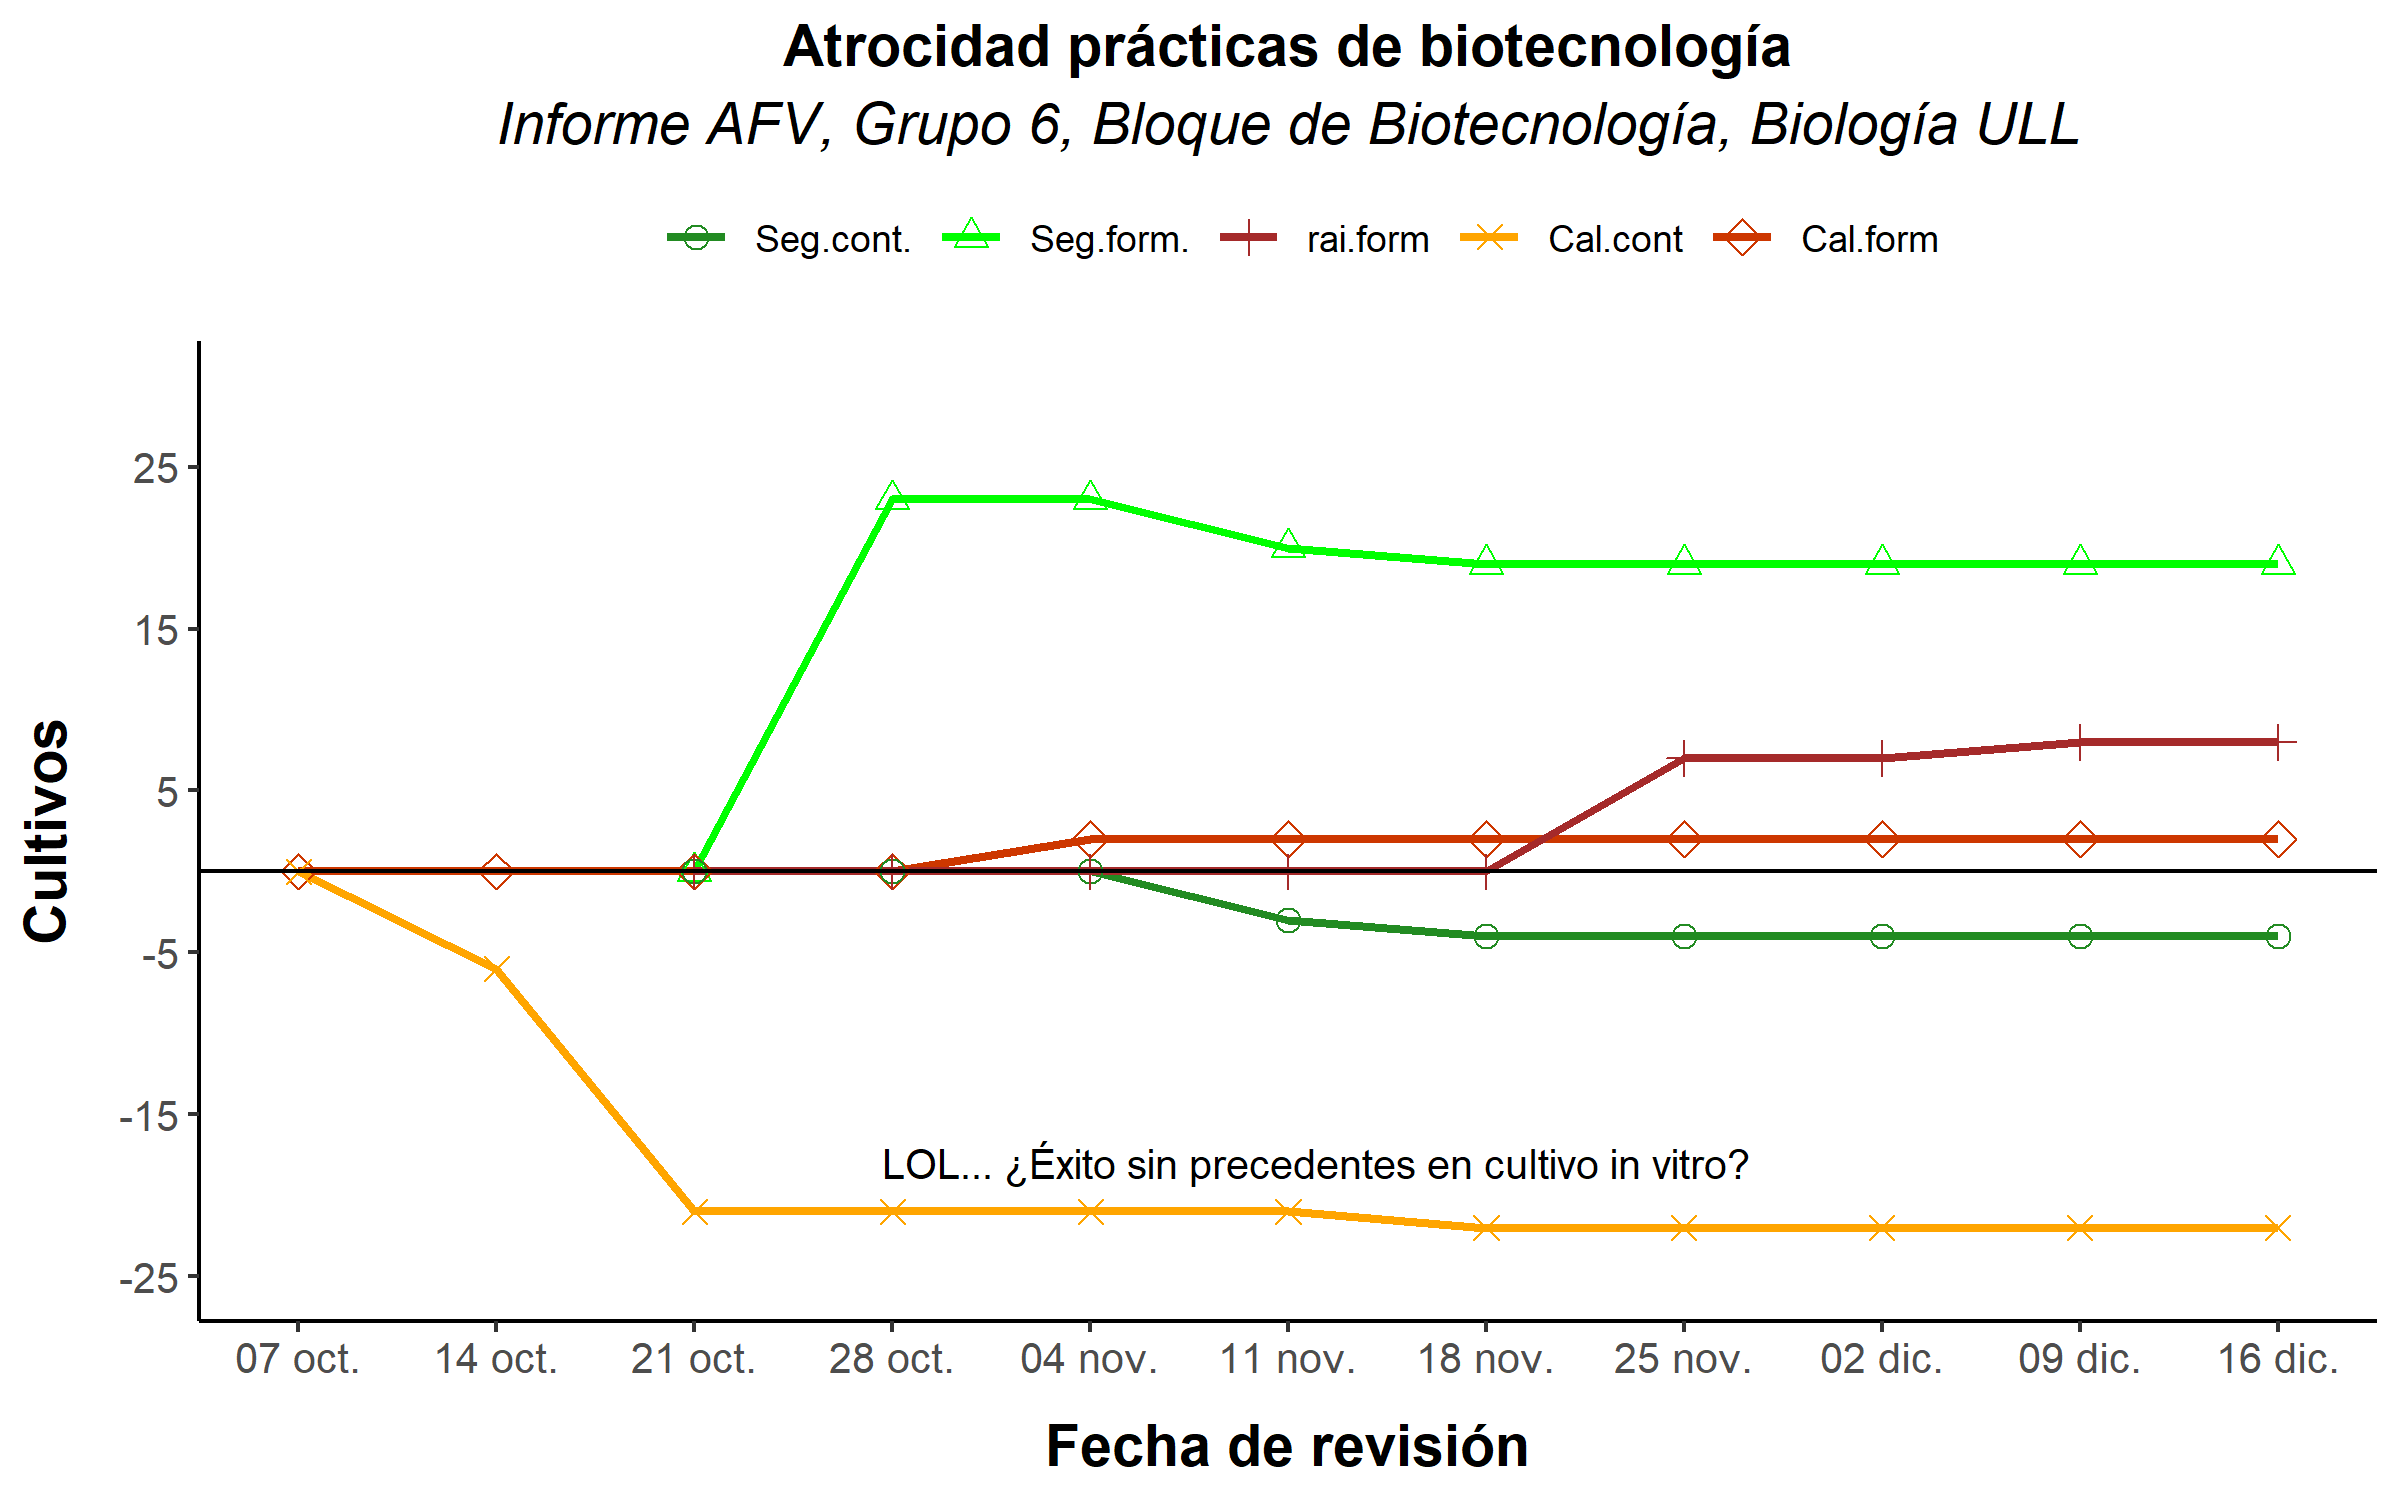 Atrocidad prácticas de biotecnología
Informe AFV, Grupo 6, Bloque de Biotecnología, Biología ULL
Seg.cont. Seg.form. rai.form Cal.cont Cal.form
Cultivos
25
15
5
-5
-15
-25
LOL... ¿Éxito sin precedentes en cultivo in vitro?
07 oct. 14 oct. 21 oct. 28 oct. 04 nov. 11 nov. 18 nov. 25 nov. 02 dic. 09 dic. 16 dic.
Fecha de revisión